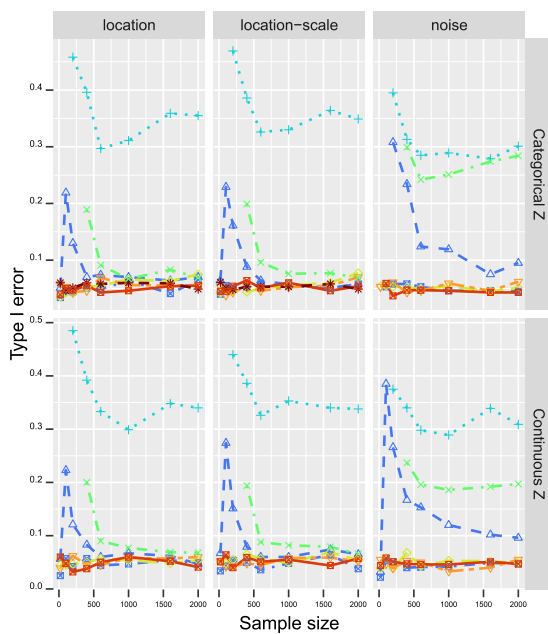 location location−scale noise
0.4
0.3
0.2
0.1
Categorical Z
Type I error
0.5
0.4
0.3
0.2
0.1
0.0
Continuous Z
0 500 1000 1500 2000 0 500 1000 1500 2000 0 500 1000 1500 2000
Sample size